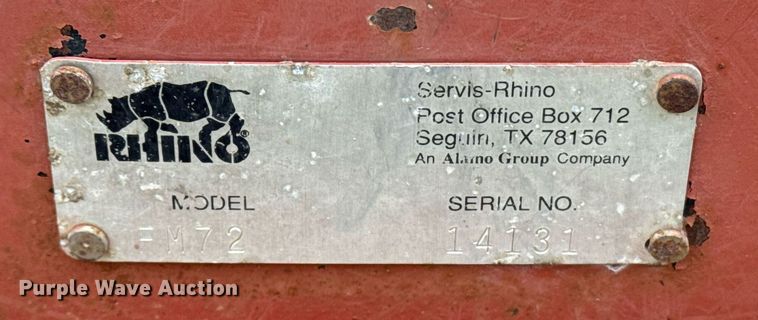 RHINO®
Servis-Rhino
Post Office Box 712
Seguin, TX 78156
An Alamo Group Company
MODEL
FM72
SERIAL NO.
14131
Purple Wave Auction